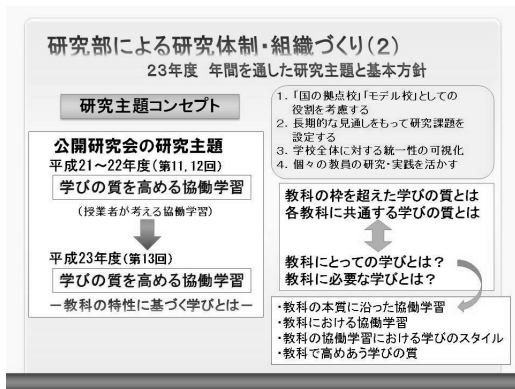 研究部による研究体制・組織づくり(2)
23年度 年間を通した研究主題と基本方針
研究主題コンセプト
公開研究会の研究主題
平成21～22年度(第11,12回)
学びの質を高める協働学習
(授業者が考える協働学習)
平成23年度(第13回)
学びの質を高める協働学習
－教科の特性に基づく学びとは－
1. 「国の拠点校」「モデル校」としての
役割を考慮する
2. 長期的な見通しをもって研究課題を
設定する
3. 学校全体に対する統一性の可視化
4. 個々の教員の研究・実践を活かす
教科の枠を超えた学びの質とは
各教科に共通する学びの質とは
教科にとっての学びとは？
教科に必要な学びとは？
・教科の本質に沿った協働学習
・教科における協働学習
・教科の協働学習における学びのスタイル
・教科で高めあう学びの質